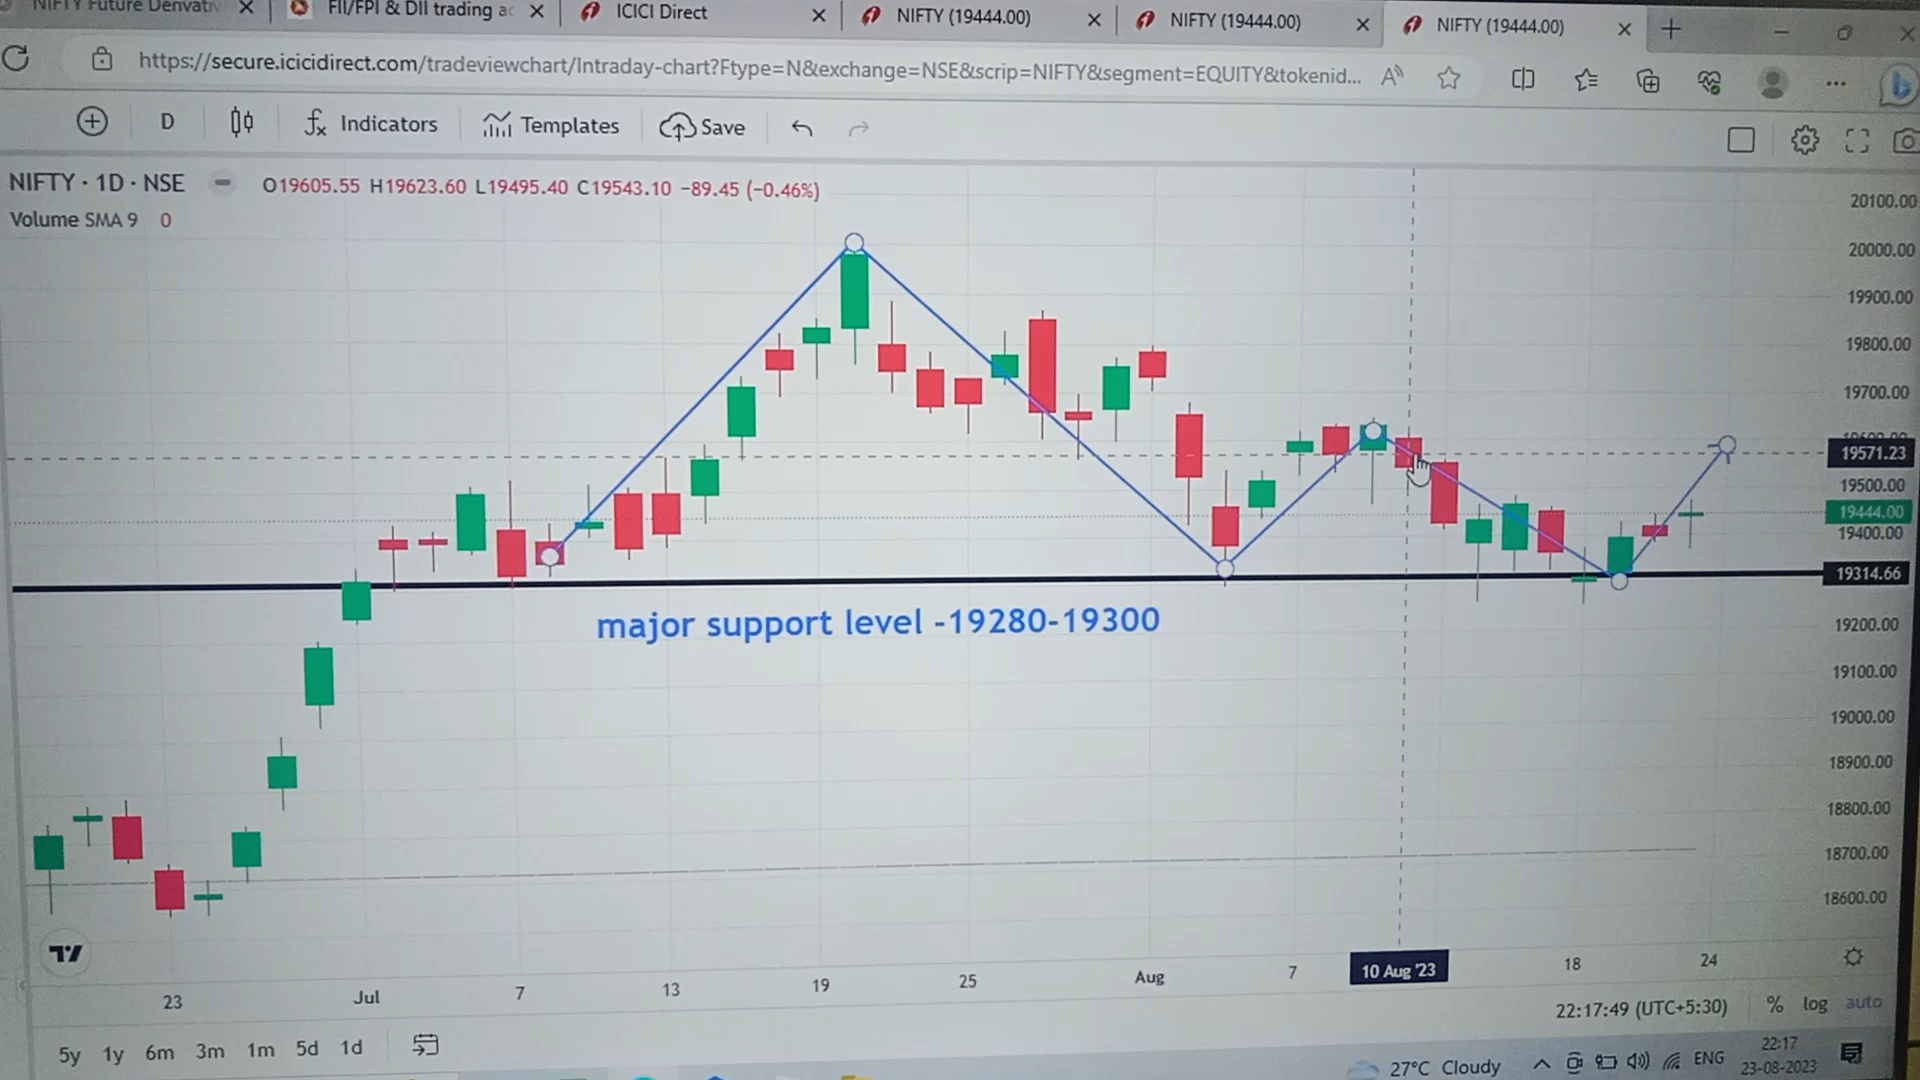 NIFTY Future Derivativ
FII/FPI & DII trading ac
ICICI Direct
NIFTY (19444.00)
NIFTY (19444.00)
NIFTY (19444.00)
https://secure.icicidirect.com/tradeviewchart/Intraday-chart?Ftype=N&exchange=NSE&scrip=NIFTY&segment=EQUITY&tokenid...
D
Indicators
Templates
Save
NIFTY · 1D · NSE
O19605.55 H19623.60 L19495.40 C19543.10 −89.45 (−0.46%)
Volume SMA 9 0
20100.00
20000.00
19900.00
19800.00
19700.00
19600.00
19571.23
19500.00
19444.00
19400.00
19314.66
major support level -19280-19300
19200.00
19100.00
19000.00
18900.00
18800.00
18700.00
18600.00
23 Jul 7 13 19 25 Aug 7 10 Aug '23 18 24
22:17:49 (UTC+5:30) % log auto
5y 1y 6m 3m 1m 5d 1d
27°C Cloudy
ENG
22:17
23-08-2023